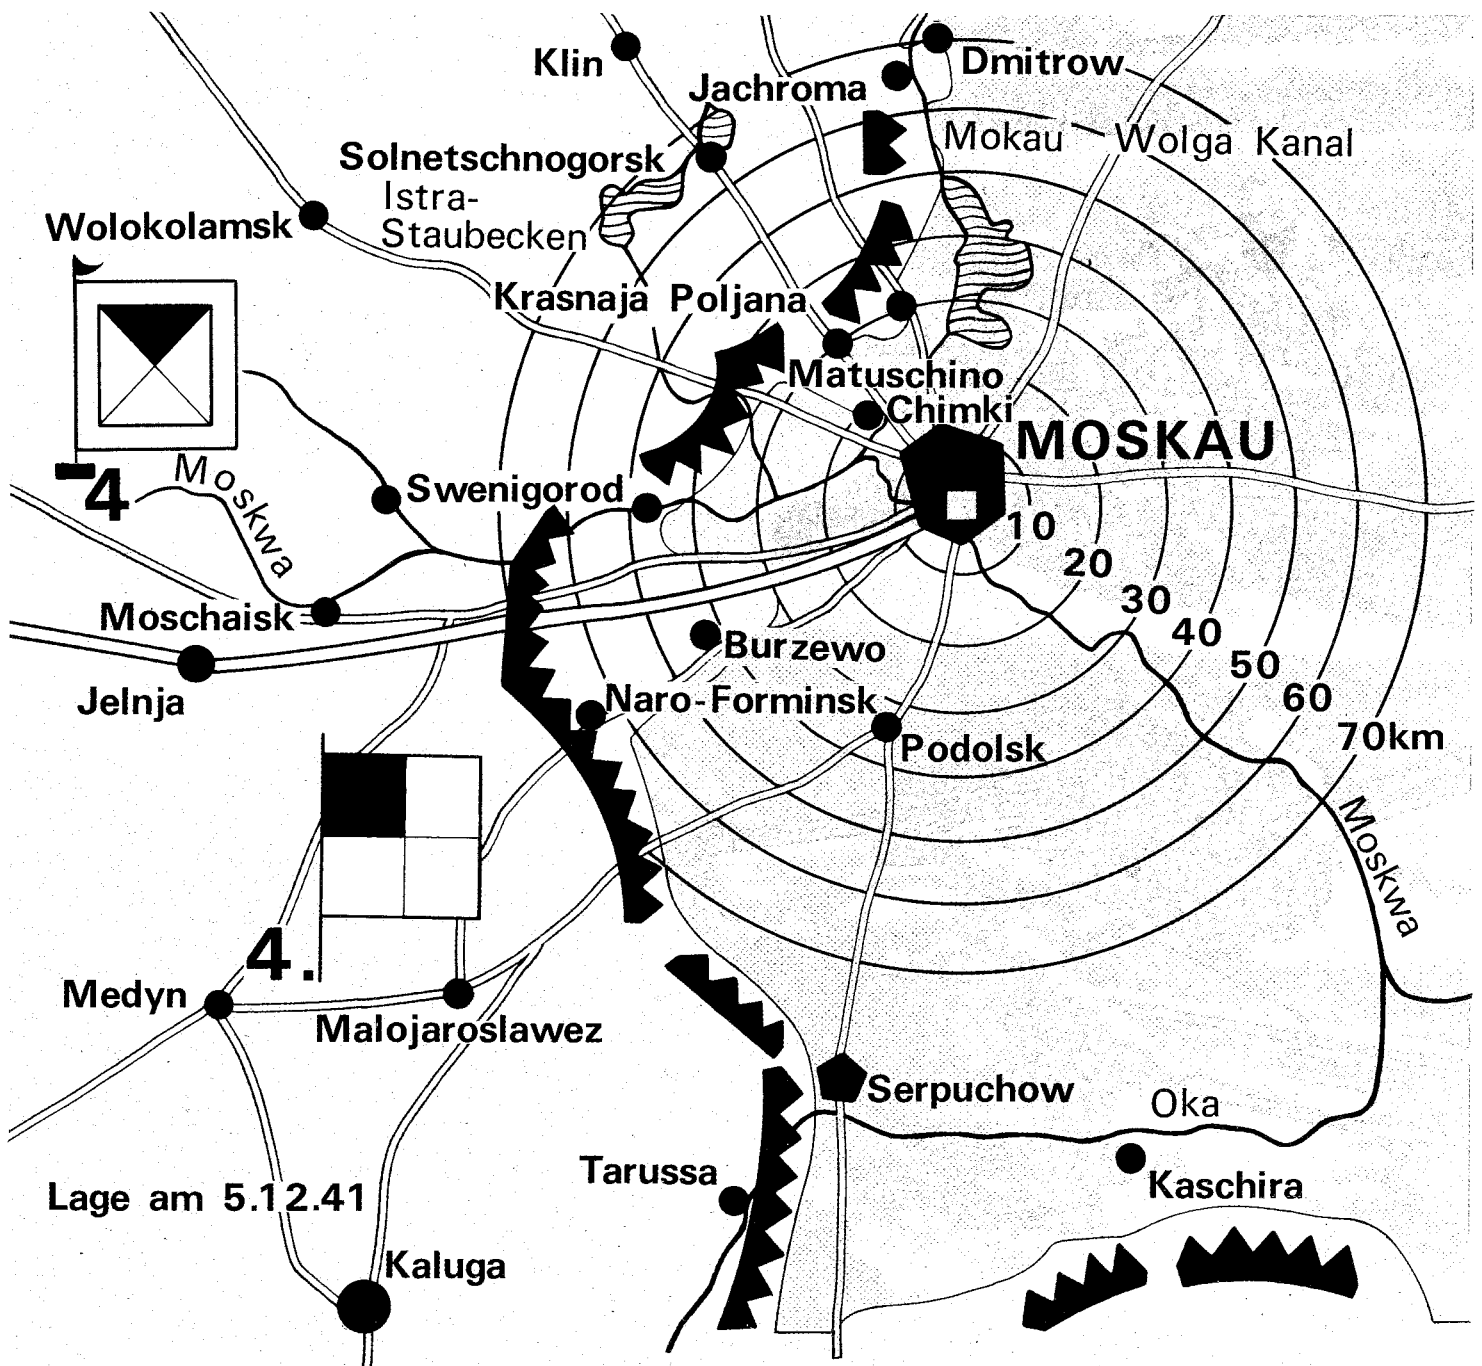 Klin
Dmitrow
Jachroma
Mokau Wolga Kanal
Solnetschnogorsk
Istra-
Staubecken
Wolokolamsk
Krasnaja Poljana
Matuschino
Chimki
MOSKAU
4
Moskwa
Swenigorod
10
20
30
40
50
60
70km
Moschaisk
Jelnja
Burzewo
Naro-Forminsk
Podolsk
Moskwa
4.
Medyn
Malojaroslawez
Serpuchow
Oka
Tarussa
Kaschira
Lage am 5.12.41
Kaluga